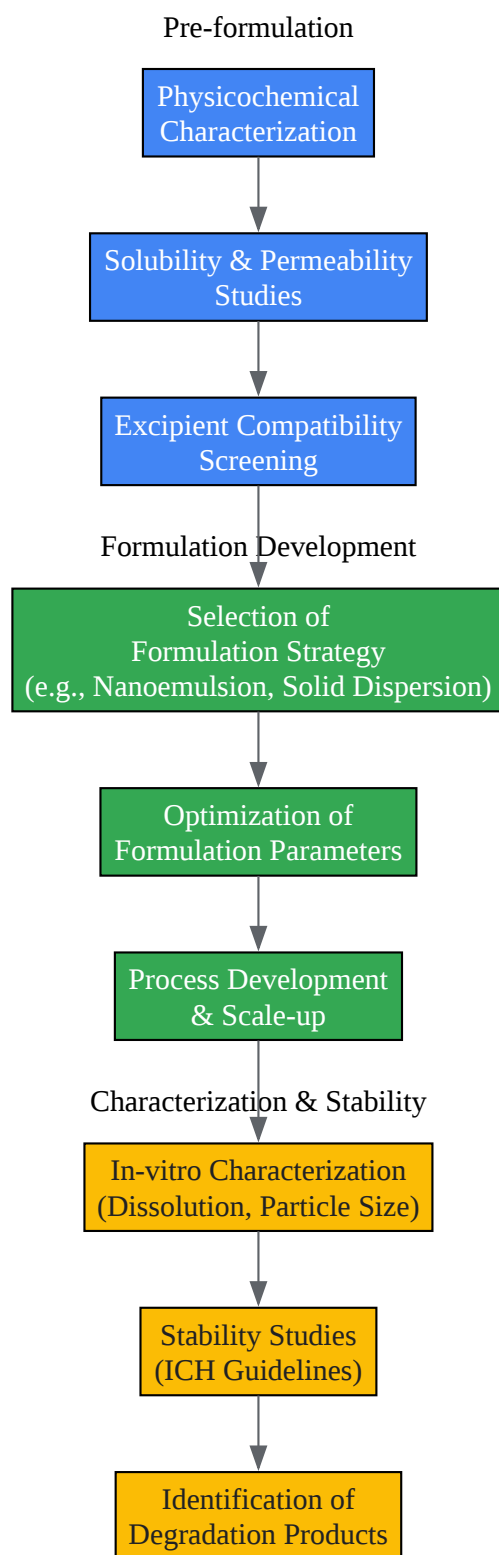 Pre-formulation
Physicochemical
Characterization
Solubility & Permeability
Studies
Excipient Compatibility
Screening
Formulation Development
Selection of
Formulation Strategy
(e.g., Nanoemulsion, Solid Dispersion)
Optimization of
Formulation Parameters
Process Development
& Scale-up
Characterization & Stability
In-vitro Characterization
(Dissolution, Particle Size)
Stability Studies
(ICH Guidelines)
Identification of
Degradation Products